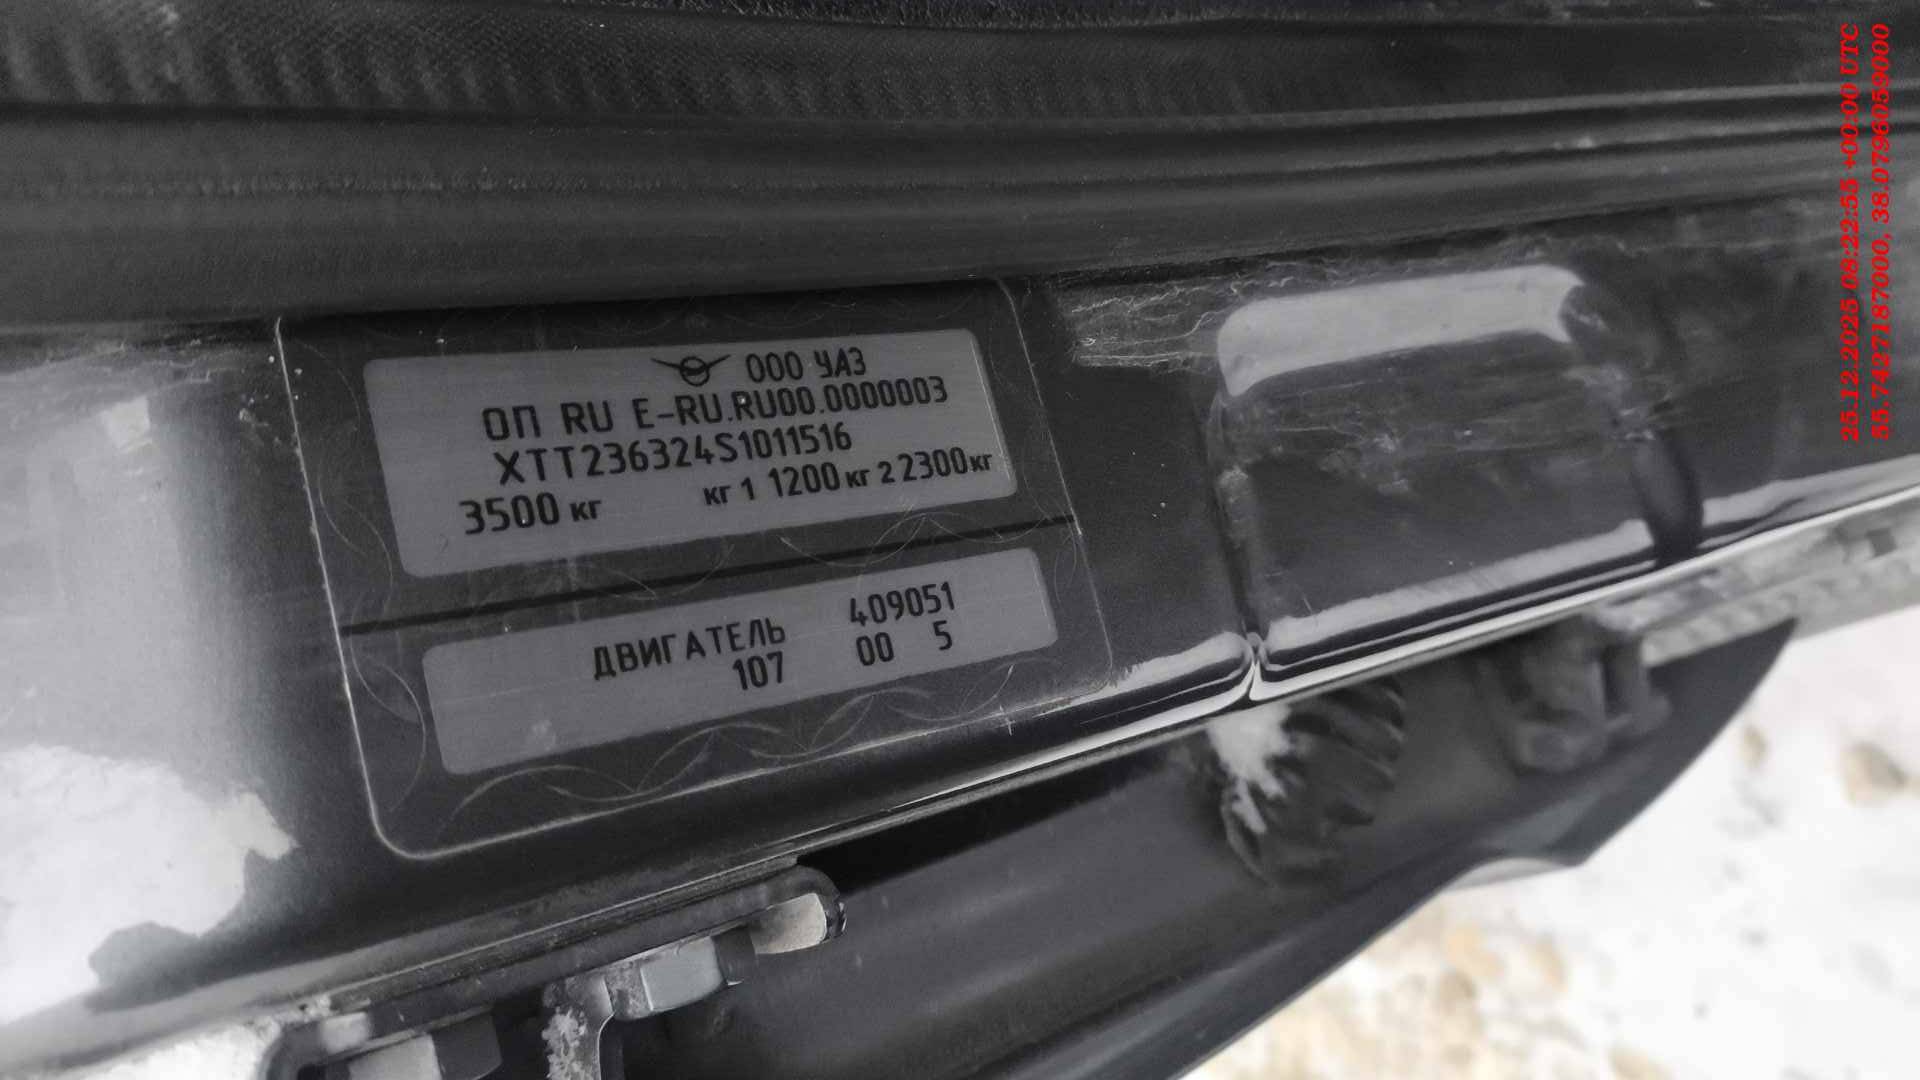 ООО УАЗ
ОП RU E-RU.RU00.0000003
XTT236324S1011516
3500 кг кг 1 1200 кг 2 2300 кг
ДВИГАТЕЛЬ 409051
107 00 5
25.12.2025 08:22:55 +00:00 UTC
55.7427187000, 38.0796059000